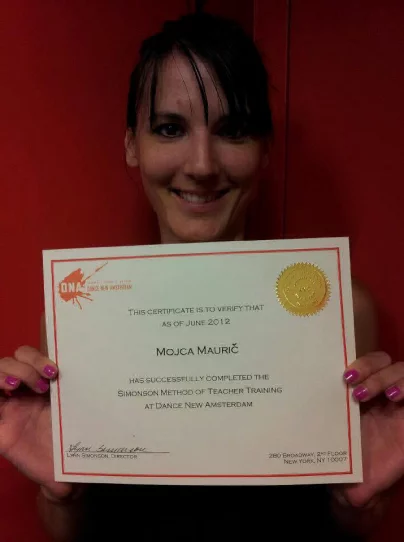 DNA
DANCE NEW AMSTERDAM
THIS CERTIFICATE IS TO VERIFY THAT
AS OF JUNE 2012
MOJCA MAURIČ
HAS SUCCESSFULLY COMPLETED THE
SIMONSON METHOD OF TEACHER TRAINING
AT DANCE NEW AMSTERDAM
Lynn Simonson
LYNN SIMONSON, DIRECTOR
280 BROADWAY, 2ND FLOOR
NEW YORK, NY 10007